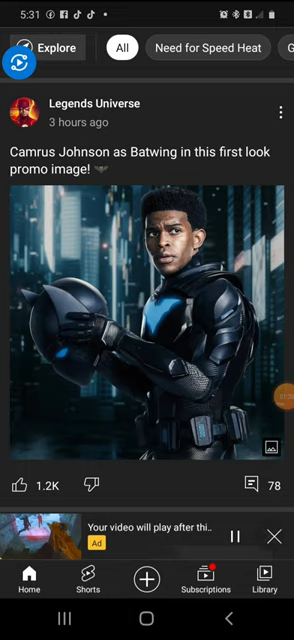 5:31
Explore
All
Need for Speed Heat
G
Legends Universe
3 hours ago
Camrus Johnson as Batwing in this first look
promo image!
1.2K
78
Your video will play after thi..
Ad
Home
Shorts
Subscriptions
Library